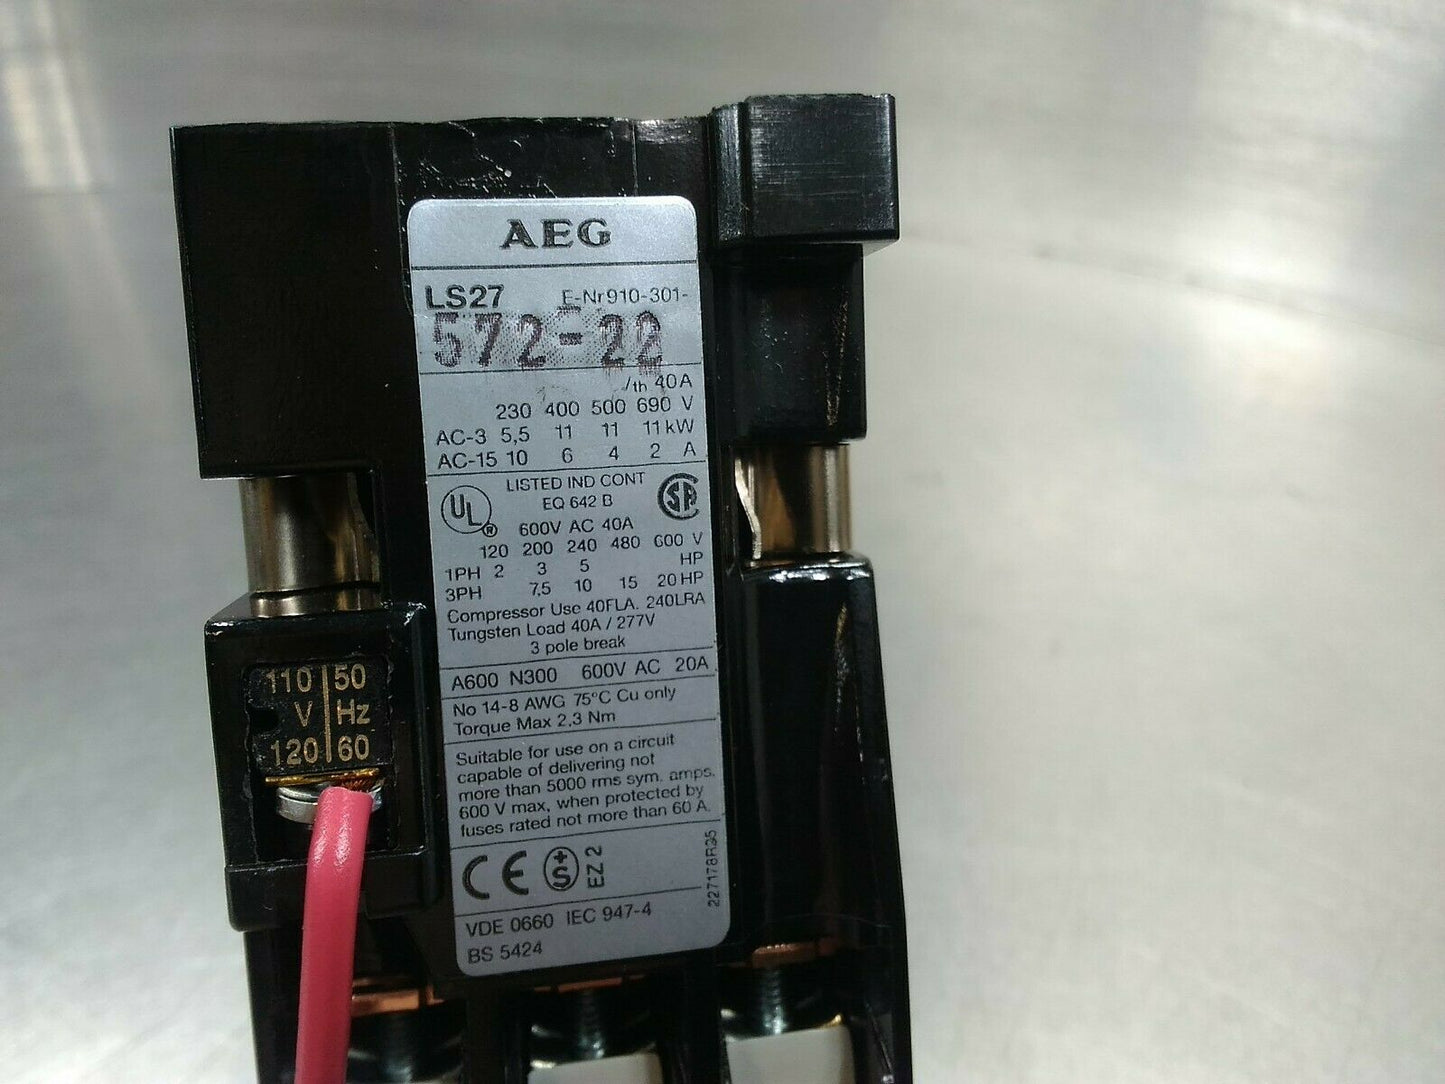 AEG
LS27 E-Nr910-301-
572-22
Ith 40A
230 400 500 690 V
AC-3 5,5 11 11 11 kW
AC-15 10 6 4 2 A
UL ® LISTED IND CONT SA
EQ 642 B
600V AC 40A
120 200 240 480 600 V
1PH 2 3 5 HP
3PH 7,5 10 15 20 HP
Compressor Use 40FLA. 240LRA
Tungsten Load 40A / 277V
3 pole break
A600 N300 600V AC 20A
No 14-8 AWG 75°C Cu only
Torque Max 2.3 Nm
Suitable for use on a circuit
capable of delivering not
more than 5000 rms sym. amps.
600 V max, when protected by
fuses rated not more than 60 A.
CE +S EZ 2
227178R35
VDE 0660 IEC 947-4
BS 5424
110 50
V Hz
120 60